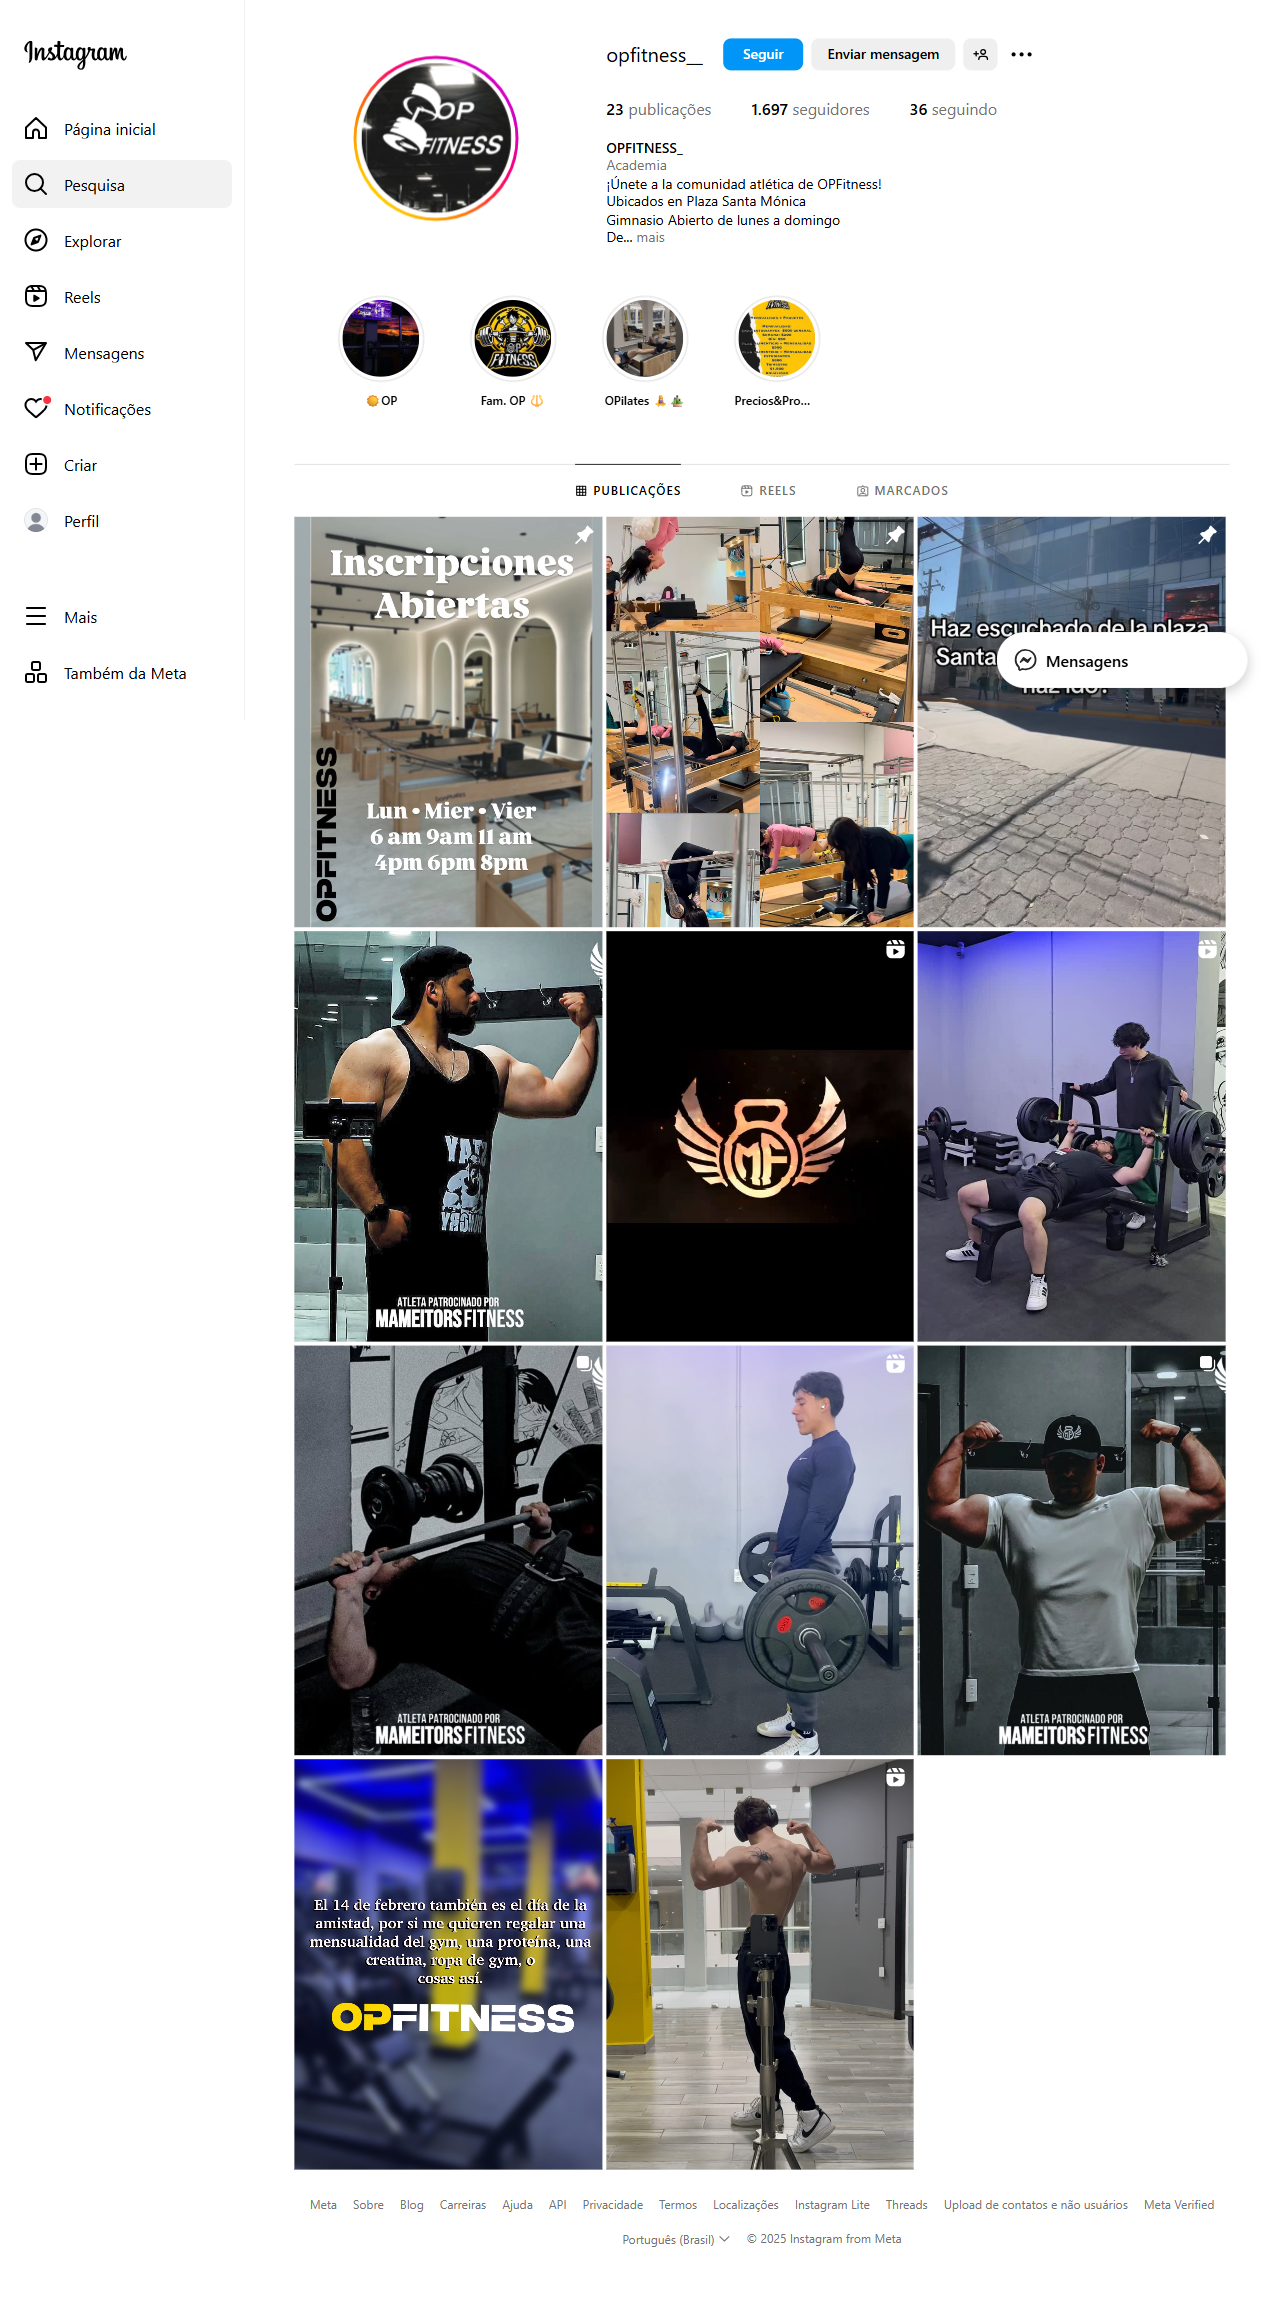 Instagram
Página inicial
Pesquisa
Explorar
Reels
Mensagens
Notificações
Criar
Perfil
Mais
Também da Meta
OP
FITNESS
opfitness__
Seguir
Enviar mensagem
23 publicações
1.697 seguidores
36 seguindo
OPFITNESS_
Academia
¡Únete a la comunidad atlética de OPFitness!
Ubicados en Plaza Santa Mónica
Gimnasio Abierto de lunes a domingo
De... mais
OP
Fam. OP
OPilates
Precios&Pro...
PUBLICAÇÕES
REELS
MARCADOS
Inscripciones
Abiertas
OPFITNESS
Lun • Mier • Vier
6 am 9am 11 am
4pm 6pm 8pm
Haz escuchado de la plaza
Santa
Mensagens
ATLETA PATROCINADO POR
MAMEITORS FITNESS
MF
ATLETA PATROCINADO POR
MAMEITORS FITNESS
ATLETA PATROCINADO POR
MAMEITORS FITNESS
El 14 de febrero también es el día de la
amistad, por si me quieren regalar una
mensualidad del gym, una proteína, una
creatina, ropa de gym, o
cosas así.
OPFITNESS
Meta
Sobre
Blog
Carreiras
Ajuda
API
Privacidade
Termos
Localizações
Instagram Lite
Threads
Upload de contatos e não usuários
Meta Verified
Português (Brasil)
© 2025 Instagram from Meta